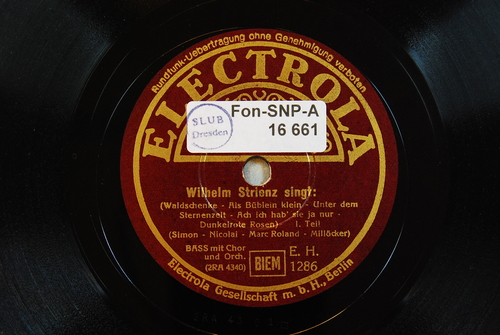 Rundfunk-Uebertragung ohne Genehmigung verboten
ELECTROLA
SLUB
Dresden
Fon-SNP-A
16 661
Wilhelm Strienz singt:
(Waldschenke - Als Büblein klein - Unter dem
Sternenzelt - Ach ich hab' sie ja nur -
Dunkelrote Rosen) I. Teil
(Simon - Nicolai - Marc Roland - Millöcker)
BASS mit Chor
und Orch.
(2RA 4340)
BIEM
E. H.
1286
Electrola Gesellschaft m. b. H., Berlin